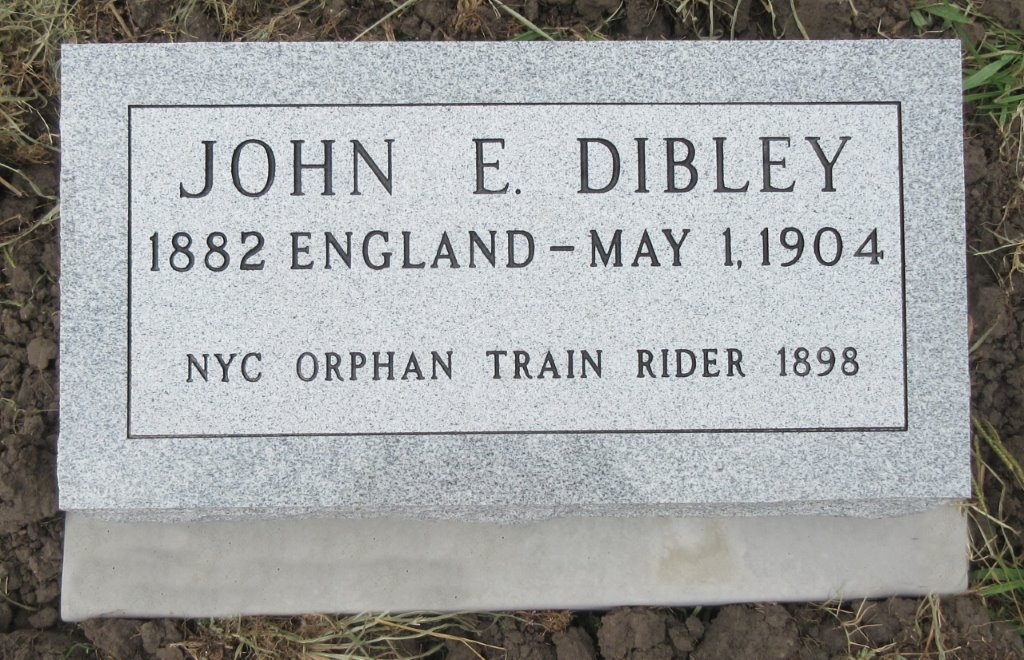 JOHN E. DIBLEY
1882 ENGLAND – MAY 1, 1904
NYC ORPHAN TRAIN RIDER 1898